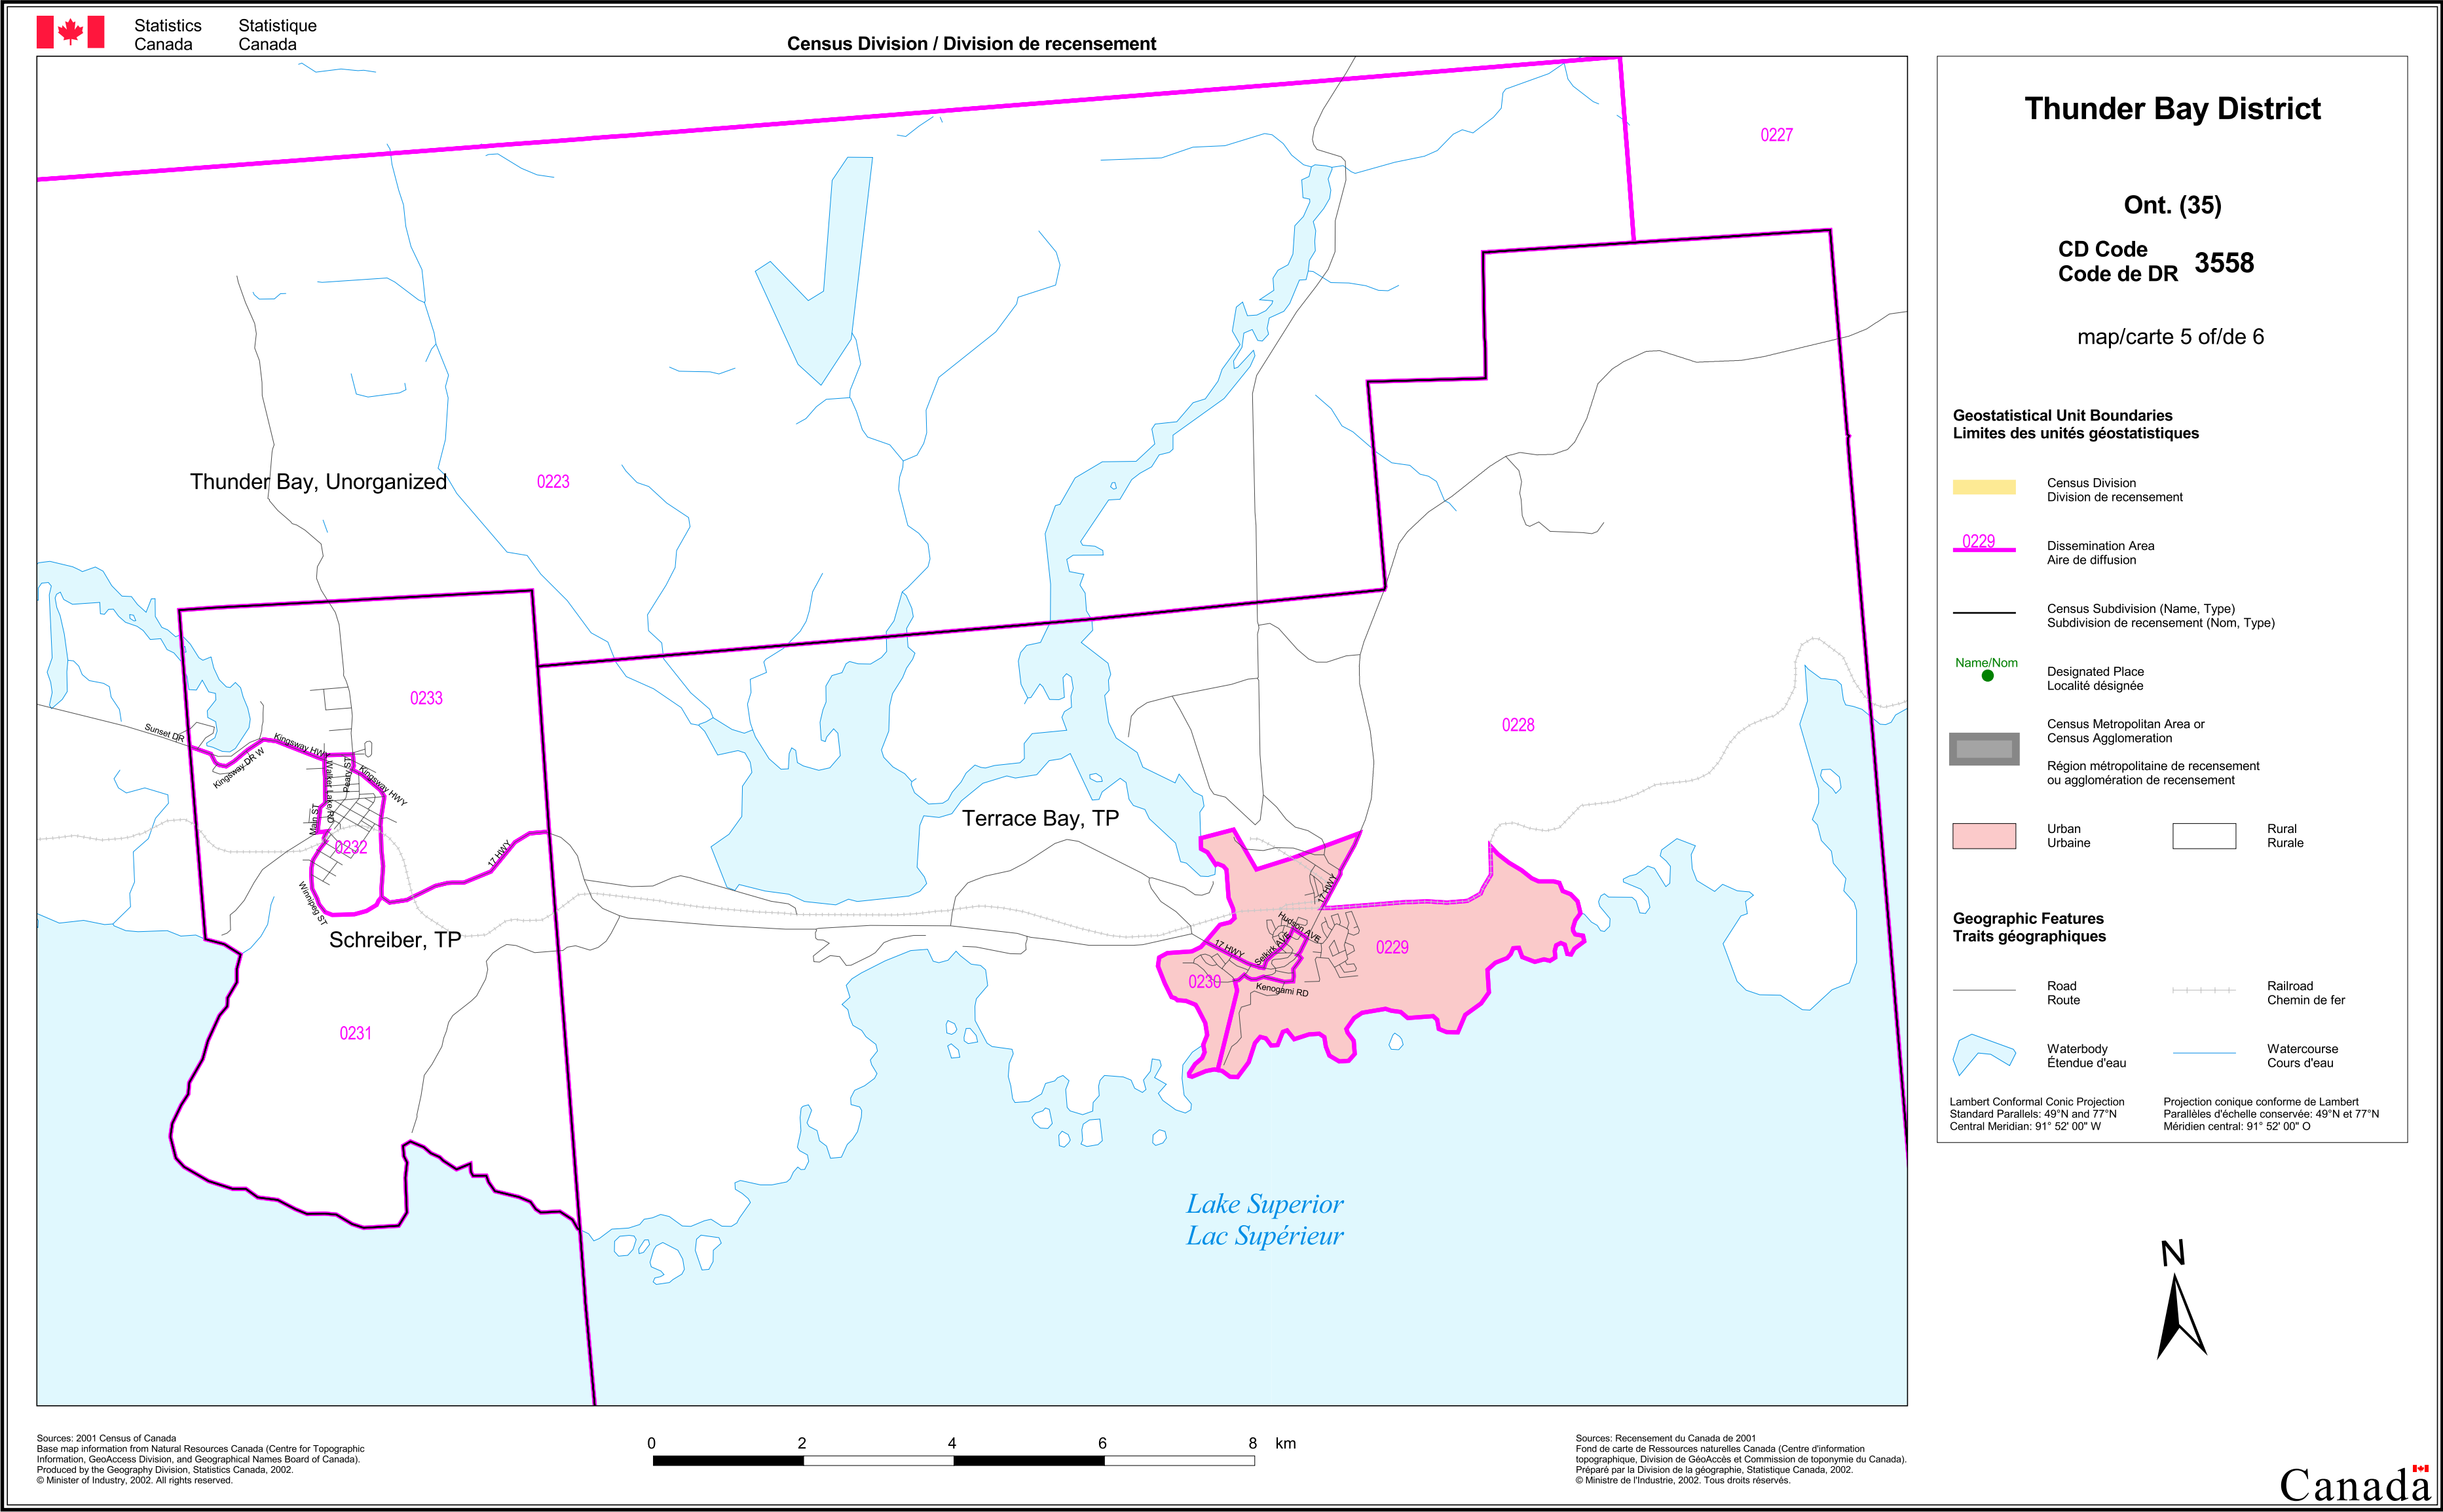 Statistics
Canada
Statistique
Canada
Census Division / Division de recensement
0227
Thunder Bay, Unorganized
0223
0233
0228
Sunset DR
Kingsway DR W
Kingsway HWY
Walker Lake RD
Peary ST
Kingsway HWY
Main ST
0232
17 HWY
Winnipeg ST
Schreiber, TP
0231
Terrace Bay, TP
17 HWY
Hudson AVE
17 HWY
Selkirk AVE
0229
0230
Kenogami RD
Lake Superior
Lac Supérieur
Thunder Bay District
Ont. (35)
CD Code
Code de DR
3558
map/carte 5 of/de 6
Geostatistical Unit Boundaries
Limites des unités géostatistiques
Census Division
Division de recensement
0229
Dissemination Area
Aire de diffusion
Census Subdivision (Name, Type)
Subdivision de recensement (Nom, Type)
Name/Nom
Designated Place
Localité désignée
Census Metropolitan Area or
Census Agglomeration
Région métropolitaine de recensement
ou agglomération de recensement
Urban
Urbaine
Rural
Rurale
Geographic Features
Traits géographiques
Road
Route
Railroad
Chemin de fer
Waterbody
Étendue d'eau
Watercourse
Cours d'eau
Lambert Conformal Conic Projection
Standard Parallels: 49°N and 77°N
Central Meridian: 91° 52' 00" W
Projection conique conforme de Lambert
Parallèles d'échelle conservée: 49°N et 77°N
Méridien central: 91° 52' 00" O
N
Sources: 2001 Census of Canada
Base map information from Natural Resources Canada (Centre for Topographic
Information, GeoAccess Division, and Geographical Names Board of Canada).
Produced by the Geography Division, Statistics Canada, 2002.
© Minister of Industry, 2002. All rights reserved.
0 2 4 6 8 km
Sources: Recensement du Canada de 2001
Fond de carte de Ressources naturelles Canada (Centre d'information
topographique, Division de GéoAccès et Commission de toponymie du Canada).
Préparé par la Division de la géographie, Statistique Canada, 2002.
© Ministre de l'Industrie, 2002. Tous droits réservés.
Canada